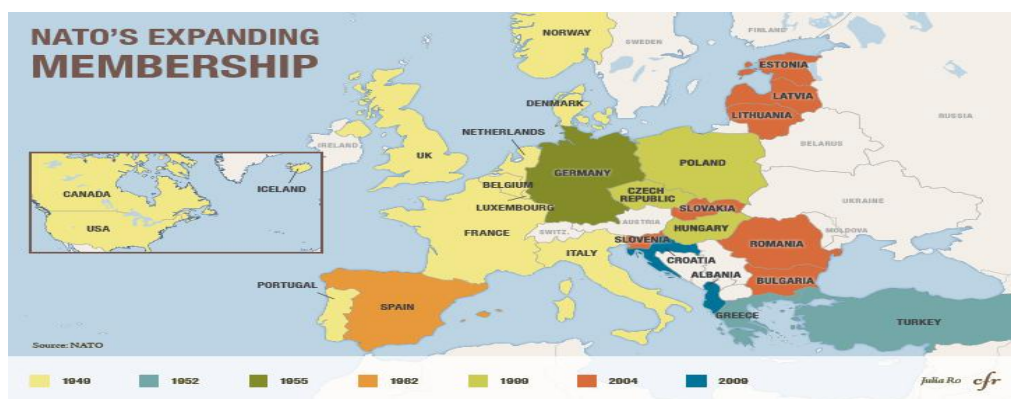 NATO'S EXPANDING
MEMBERSHIP
NORWAY
SWEDEN
FINLAND
ESTONIA
LATVIA
LITHUANIA
RUSSIA
DENMARK
NETHERLANDS
IRELAND
UK
BELARUS
POLAND
GERMANY
BELGIUM
CZECH
REPUBLIC
LUXEMBOURG
UKRAINE
SLOVAKIA
CANADA
ICELAND
USA
FRANCE
SWITZ.
AUSTRIA
HUNGARY
MOLDOVA
SLOVENIA
ROMANIA
ITALY
CROATIA
ALBANIA
BULGARIA
PORTUGAL
SPAIN
GREECE
TURKEY
Source: NATO
1949
1952
1955
1982
1999
2004
2009
Julia Ro cfr